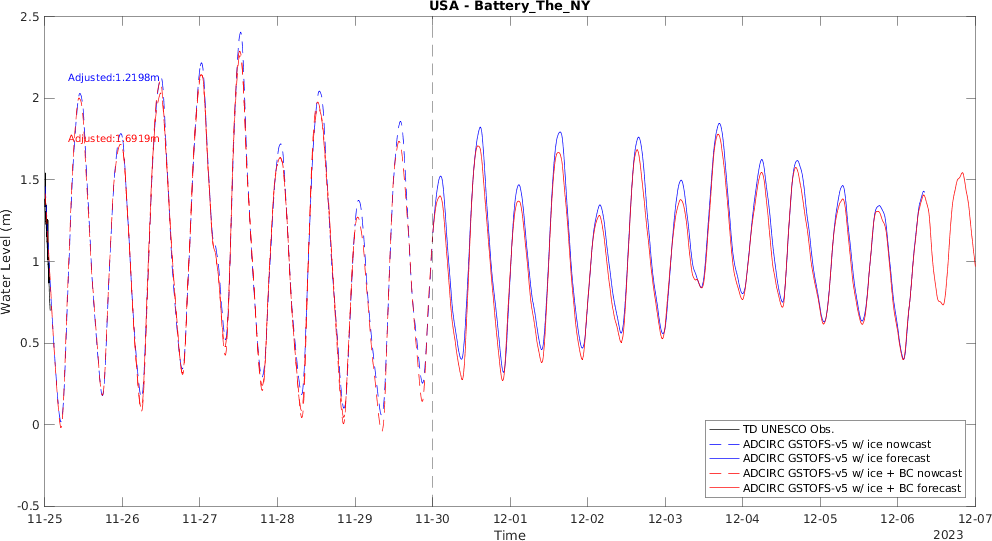 USA - Battery_The_NY
2.5
2
1.5
1
0.5
0
-0.5
Water Level (m)
Adjusted:1.2198m
Adjusted:1.6919m
TD UNESCO Obs.
ADCIRC GSTOFS-v5 w/ ice nowcast
ADCIRC GSTOFS-v5 w/ ice forecast
ADCIRC GSTOFS-v5 w/ ice + BC nowcast
ADCIRC GSTOFS-v5 w/ ice + BC forecast
11-25 11-26 11-27 11-28 11-29 11-30 12-01 12-02 12-03 12-04 12-05 12-06 12-07
Time
2023